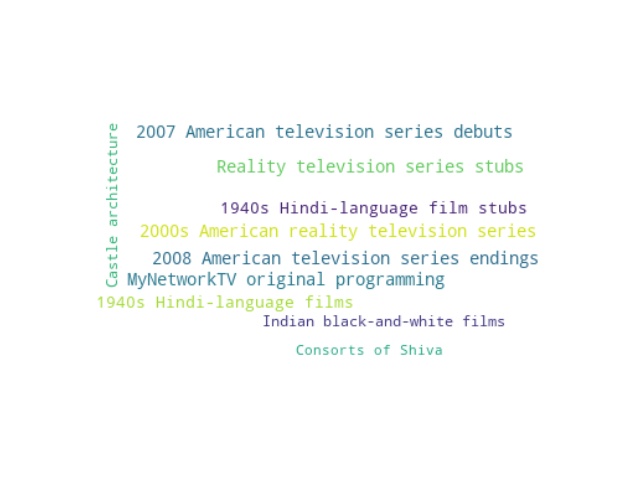 Castle architecture
2007 American television series debuts
Reality television series stubs
1940s Hindi-language film stubs
2000s American reality television series
2008 American television series endings
MyNetworkTV original programming
1940s Hindi-language films
Indian black-and-white films
Consorts of Shiva